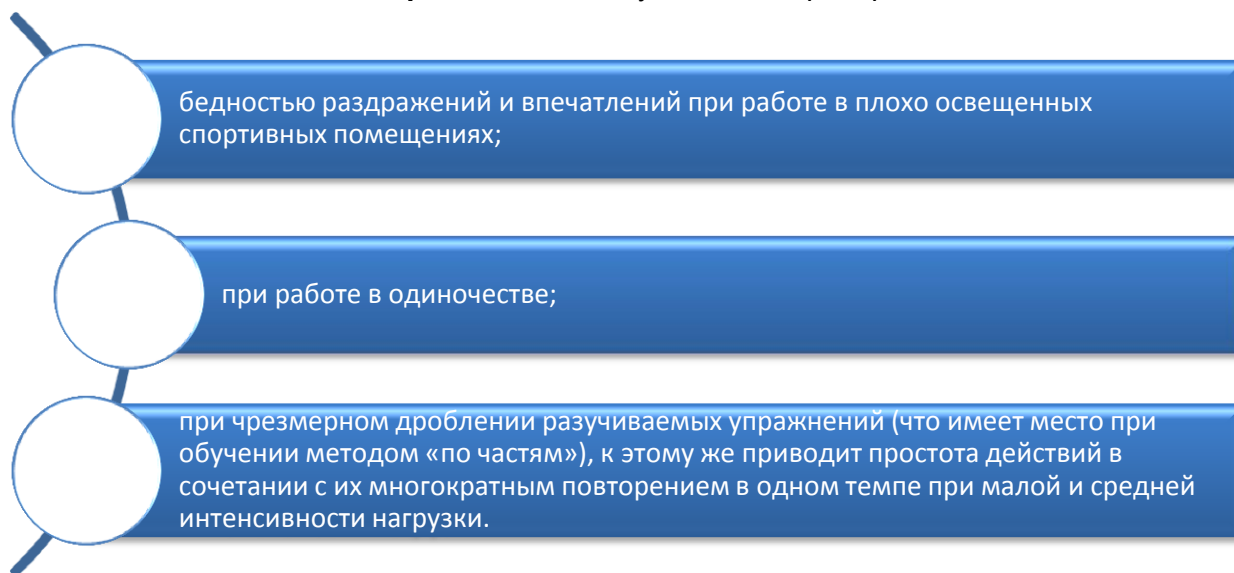 бедностью раздражений и впечатлений при работе в плохо освещенных
спортивных помещениях;
при работе в одиночестве;
при чрезмерном дроблении разучиваемых упражнений (что имеет место при
обучении методом «по частям»), к этому же приводит простота действий в
сочетании с их многократным повторением в одном темпе при малой и средней
интенсивности нагрузки.